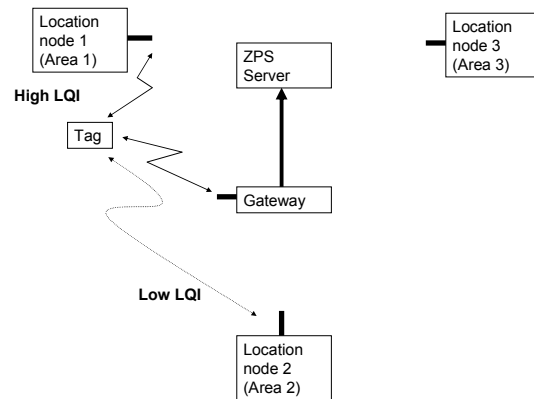 Location
node 1
(Area 1)
ZPS
Server
Location
node 3
(Area 3)
High LQI
Tag
Gateway
Low LQI
Location
node 2
(Area 2)